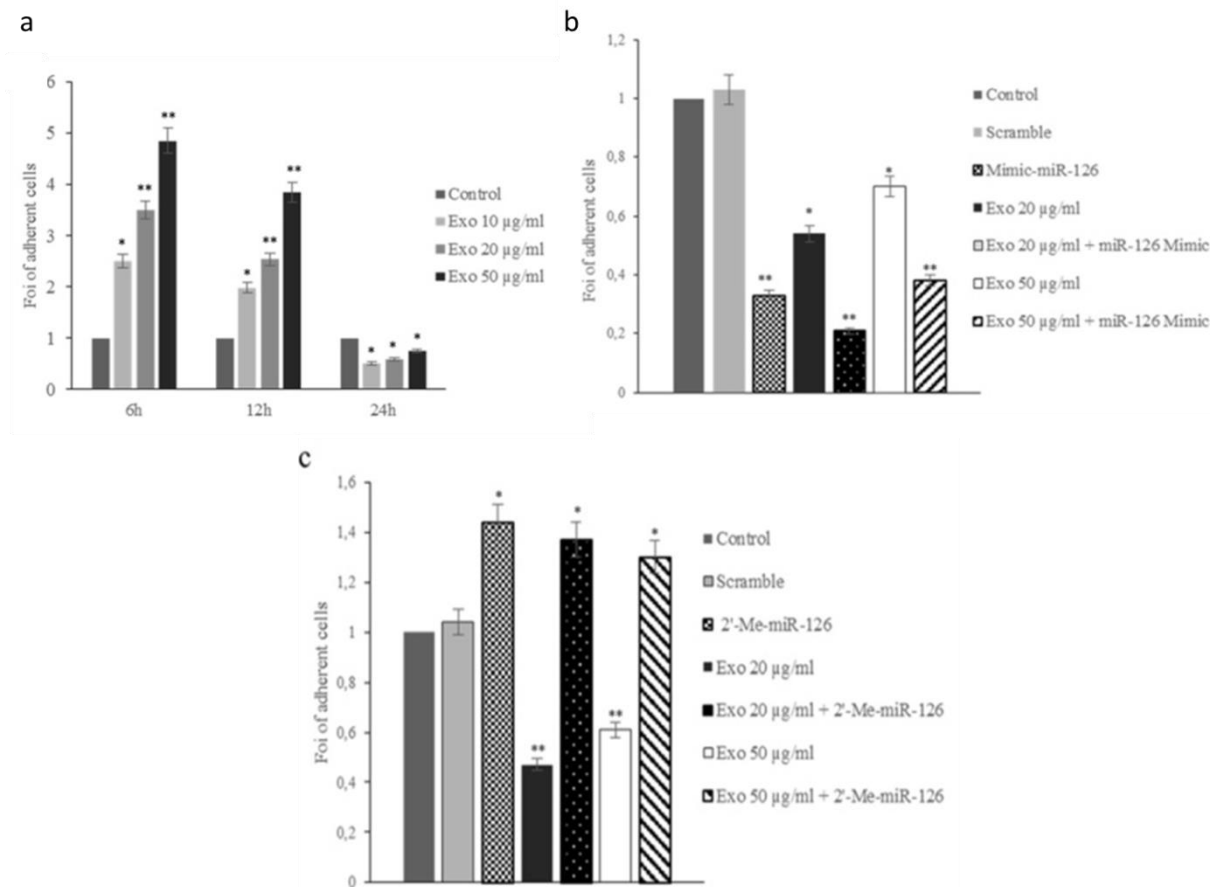 a
Foi of adherent cells
6
5
4
3
2
1
0
**
**
*
**
**
*
*
*
*
6h
12h
24h
Control
Exo 10 µg/ml
Exo 20 µg/ml
Exo 50 µg/ml
b
Foi of adherent cells
1,2
1
0,8
0,6
0,4
0,2
0
**
*
**
*
**
Control
Scramble
Mimic-miR-126
Exo 20 µg/ml
Exo 20 µg/ml + miR-126 Mimic
Exo 50 µg/ml
Exo 50 µg/ml + miR-126 Mimic
c
Foi of adherent cells
1,6
1,4
1,2
1
0,8
0,6
0,4
0,2
0
*
**
*
**
*
Control
Scramble
2'-Me-miR-126
Exo 20 µg/ml
Exo 20 µg/ml + 2'-Me-miR-126
Exo 50 µg/ml
Exo 50 µg/ml + 2'-Me-miR-126